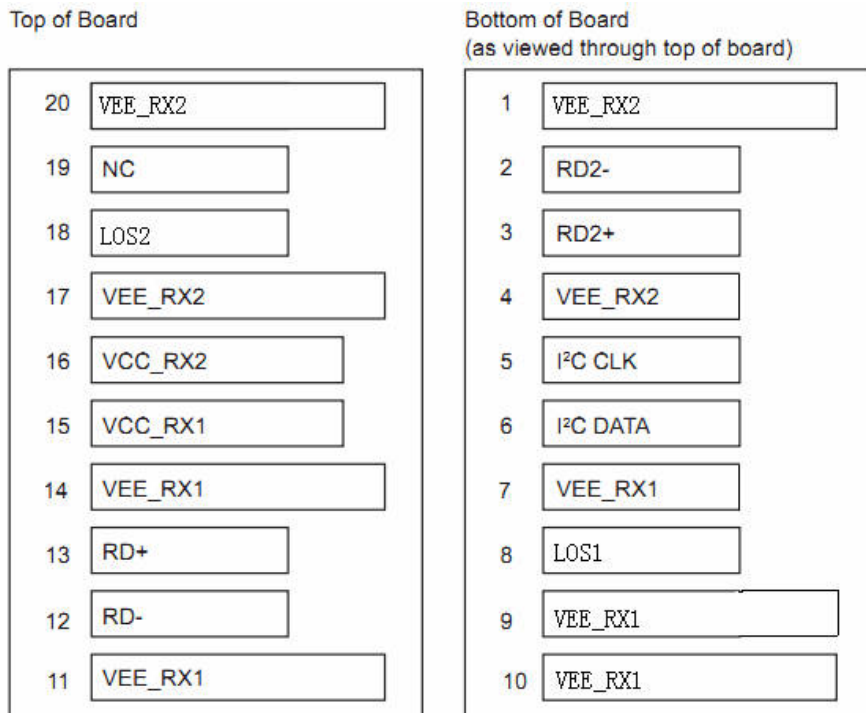 Top of Board
20 VEE_RX2
19 NC
18 LOS2
17 VEE_RX2
16 VCC_RX2
15 VCC_RX1
14 VEE_RX1
13 RD+
12 RD-
11 VEE_RX1
Bottom of Board
(as viewed through top of board)
1 VEE_RX2
2 RD2-
3 RD2+
4 VEE_RX2
5 I²C CLK
6 I²C DATA
7 VEE_RX1
8 LOS1
9 VEE_RX1
10 VEE_RX1